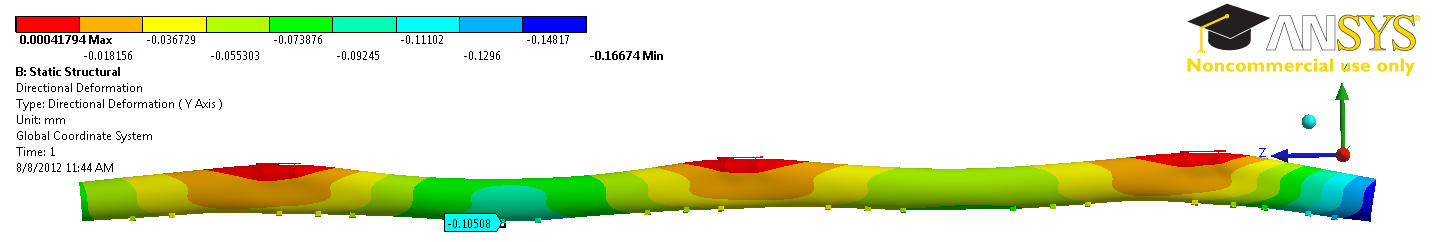 0.00041794 Max -0.036729 -0.073876 -0.11102 -0.14817
-0.018156 -0.055303 -0.09245 -0.1296 -0.16674 Min
B: Static Structural
Directional Deformation
Type: Directional Deformation ( Y Axis )
Unit: mm
Global Coordinate System
Time: 1
8/8/2012 11:44 AM
ANSYS
Noncommercial use only
Z
-0.10508